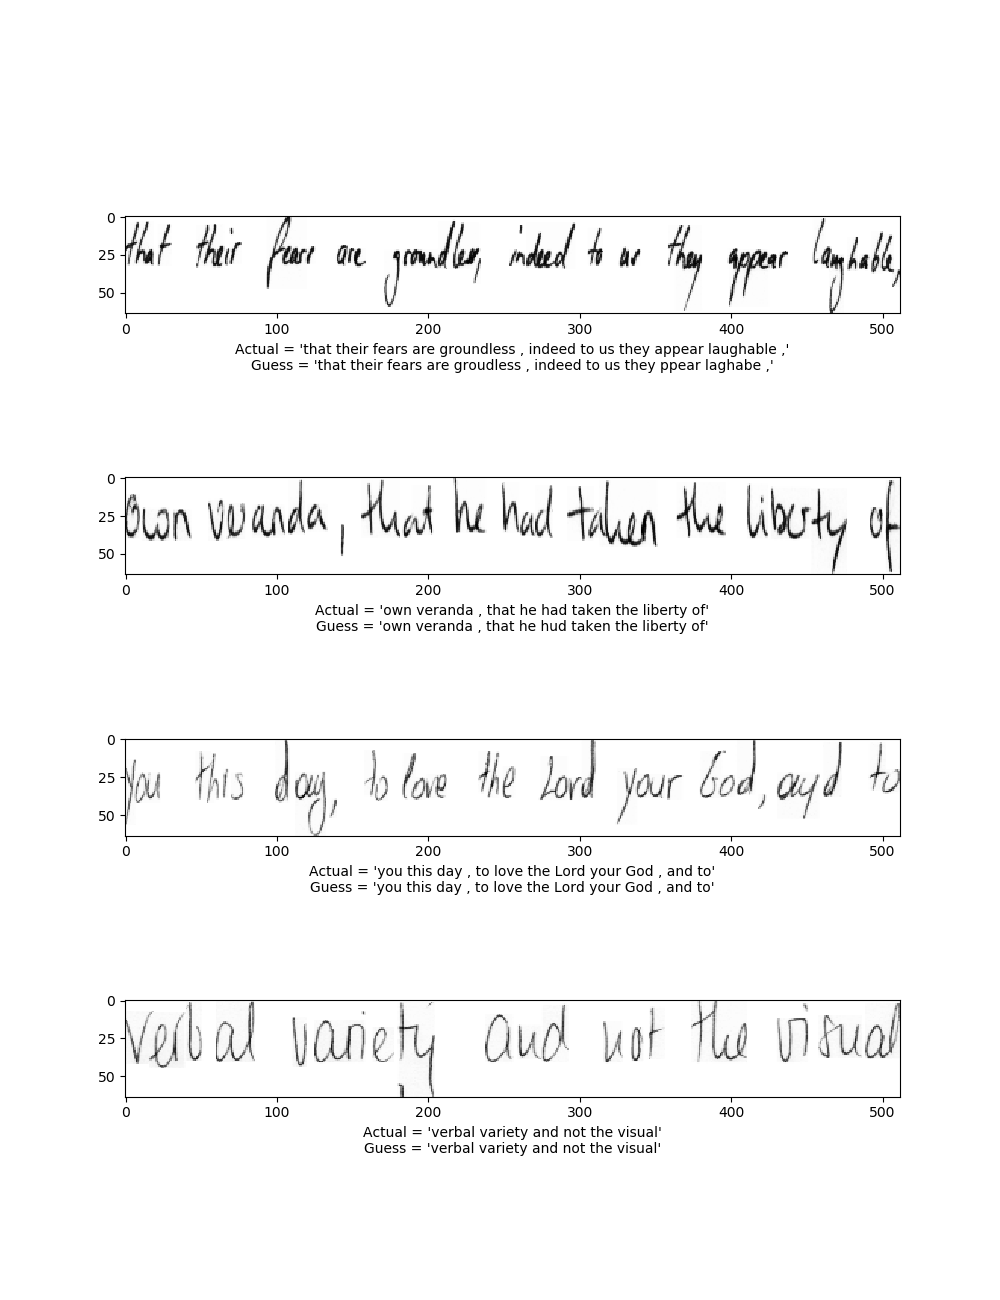 0
25
50
that their fears are groundless, indeed to us they appear laughable,
0 100 200 300 400 500
Actual = 'that their fears are groundless , indeed to us they appear laughable ,'
Guess = 'that their fears are groudless , indeed to us they ppear laghabe ,'
0
25
50
own veranda, that he had taken the liberty of
0 100 200 300 400 500
Actual = 'own veranda , that he had taken the liberty of'
Guess = 'own veranda , that he hud taken the liberty of'
0
25
50
you this day, to love the Lord your God, and to
0 100 200 300 400 500
Actual = 'you this day , to love the Lord your God , and to'
Guess = 'you this day , to love the Lord your God , and to'
0
25
50
verbal variety and not the visual
0 100 200 300 400 500
Actual = 'verbal variety and not the visual'
Guess = 'verbal variety and not the visual'